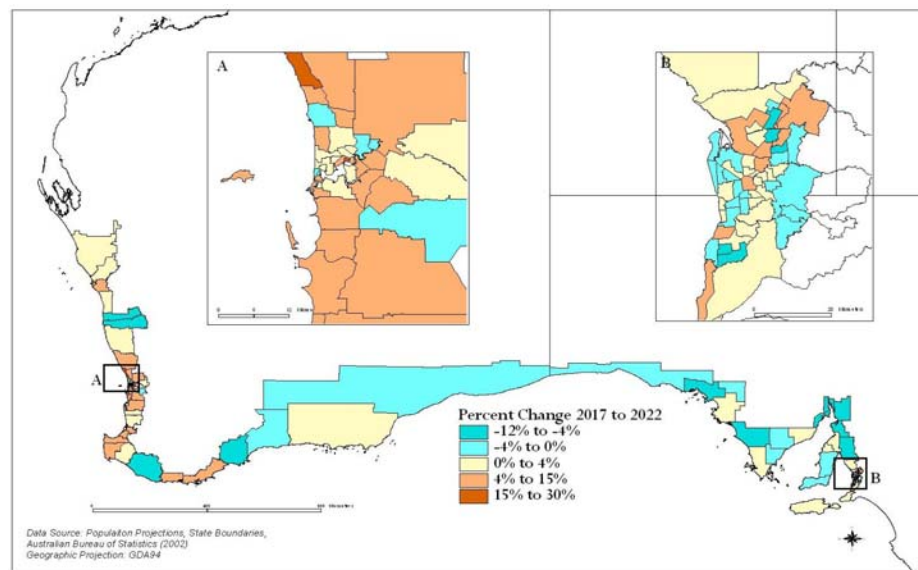 A
B
A
B
Percent Change 2017 to 2022
-12% to -4%
-4% to 0%
0% to 4%
4% to 15%
15% to 30%
Data Source: Population Projections, State Boundaries,
Australian Bureau of Statistics (2002)
Geographic Projection: GDA94